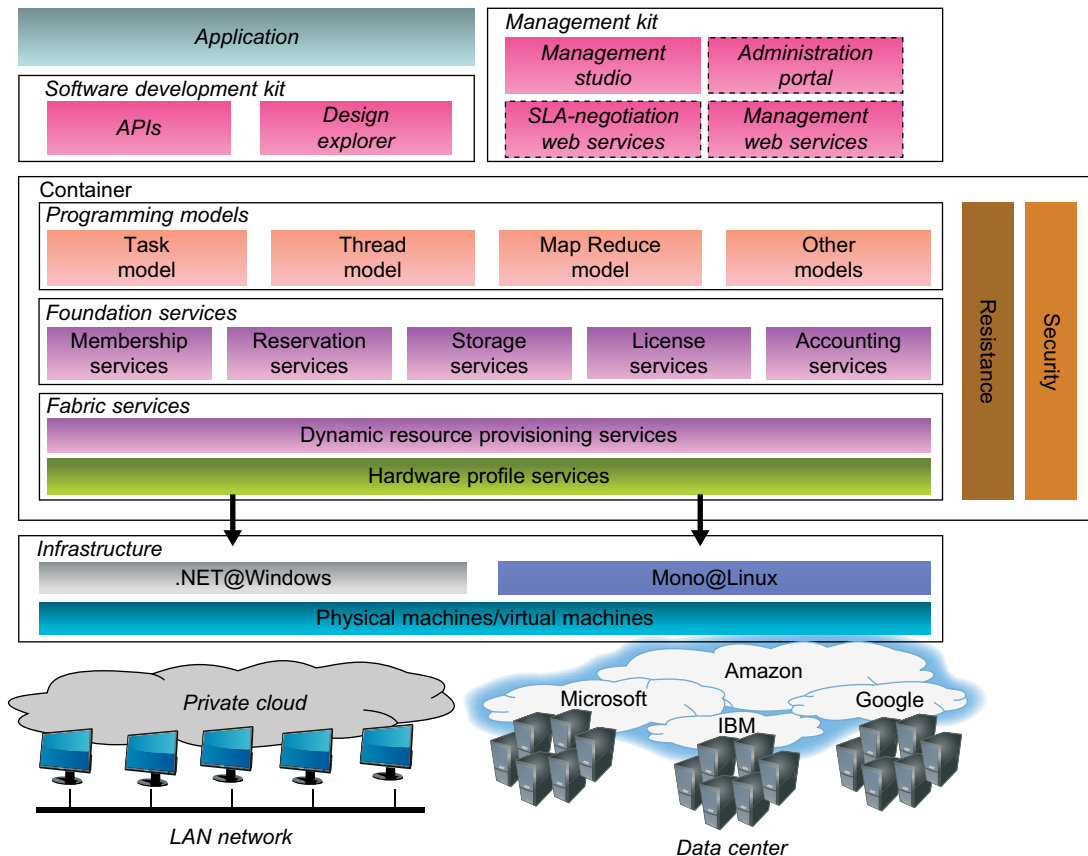 Application
Management kit
Management
studio
Administration
portal
SLA-negotiation
web services
Management
web services
Software development kit
APIs
Design
explorer
Container
Programming models
Task
model
Thread
model
Map Reduce
model
Other
models
Foundation services
Membership
services
Reservation
services
Storage
services
License
services
Accounting
services
Fabric services
Dynamic resource provisioning services
Hardware profile services
Resistance
Security
Infrastructure
.NET@Windows
Mono@Linux
Physical machines/virtual machines
Private cloud
LAN network
Amazon
Microsoft
Google
IBM
Data center